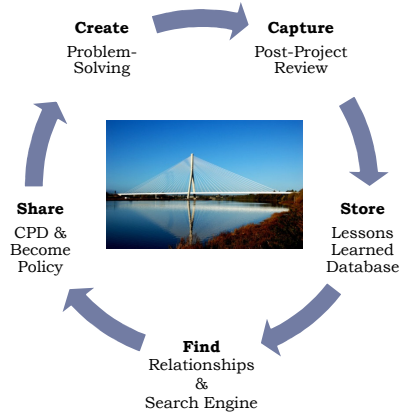 Create
Problem-
Solving
Capture
Post-Project
Review
Store
Lessons
Learned
Database
Find
Relationships
&
Search Engine
Share
CPD &
Become
Policy